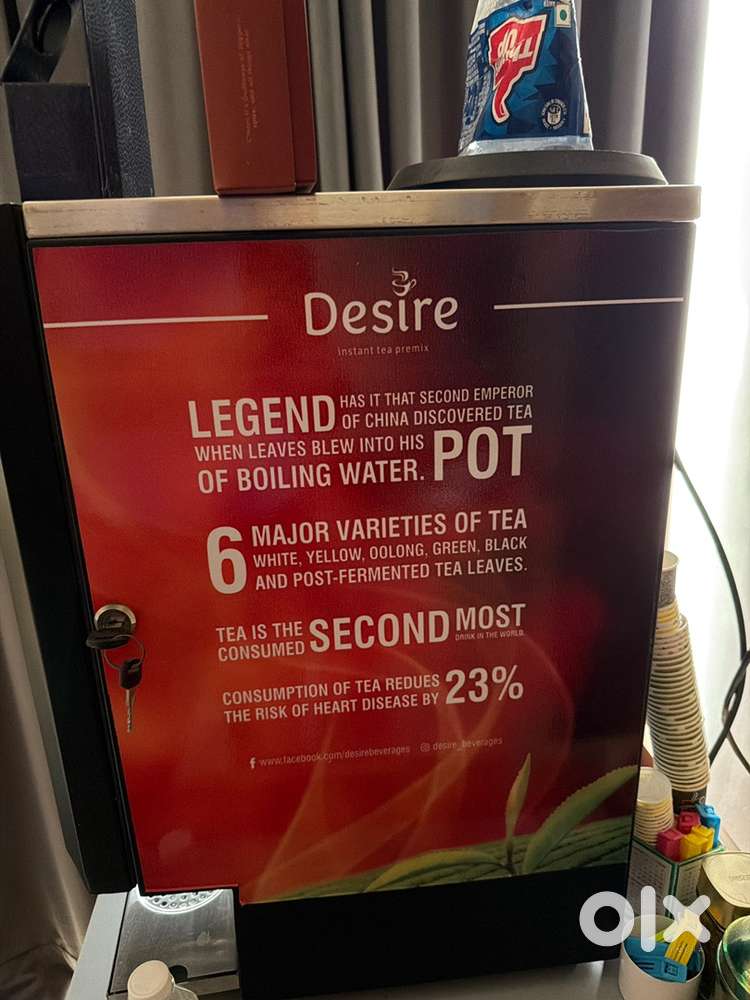 THUMS UP
Desire
instant tea premix
LEGEND HAS IT THAT SECOND EMPEROR
OF CHINA DISCOVERED TEA
WHEN LEAVES BLEW INTO HIS POT
OF BOILING WATER.
6 MAJOR VARIETIES OF TEA
WHITE, YELLOW, OOLONG, GREEN, BLACK
AND POST-FERMENTED TEA LEAVES.
TEA IS THE SECOND MOST
CONSUMED DRINK IN THE WORLD.
CONSUMPTION OF TEA REDUES
THE RISK OF HEART DISEASE BY 23%
www.facebook.com/desirebeverages desire_beverages
olx